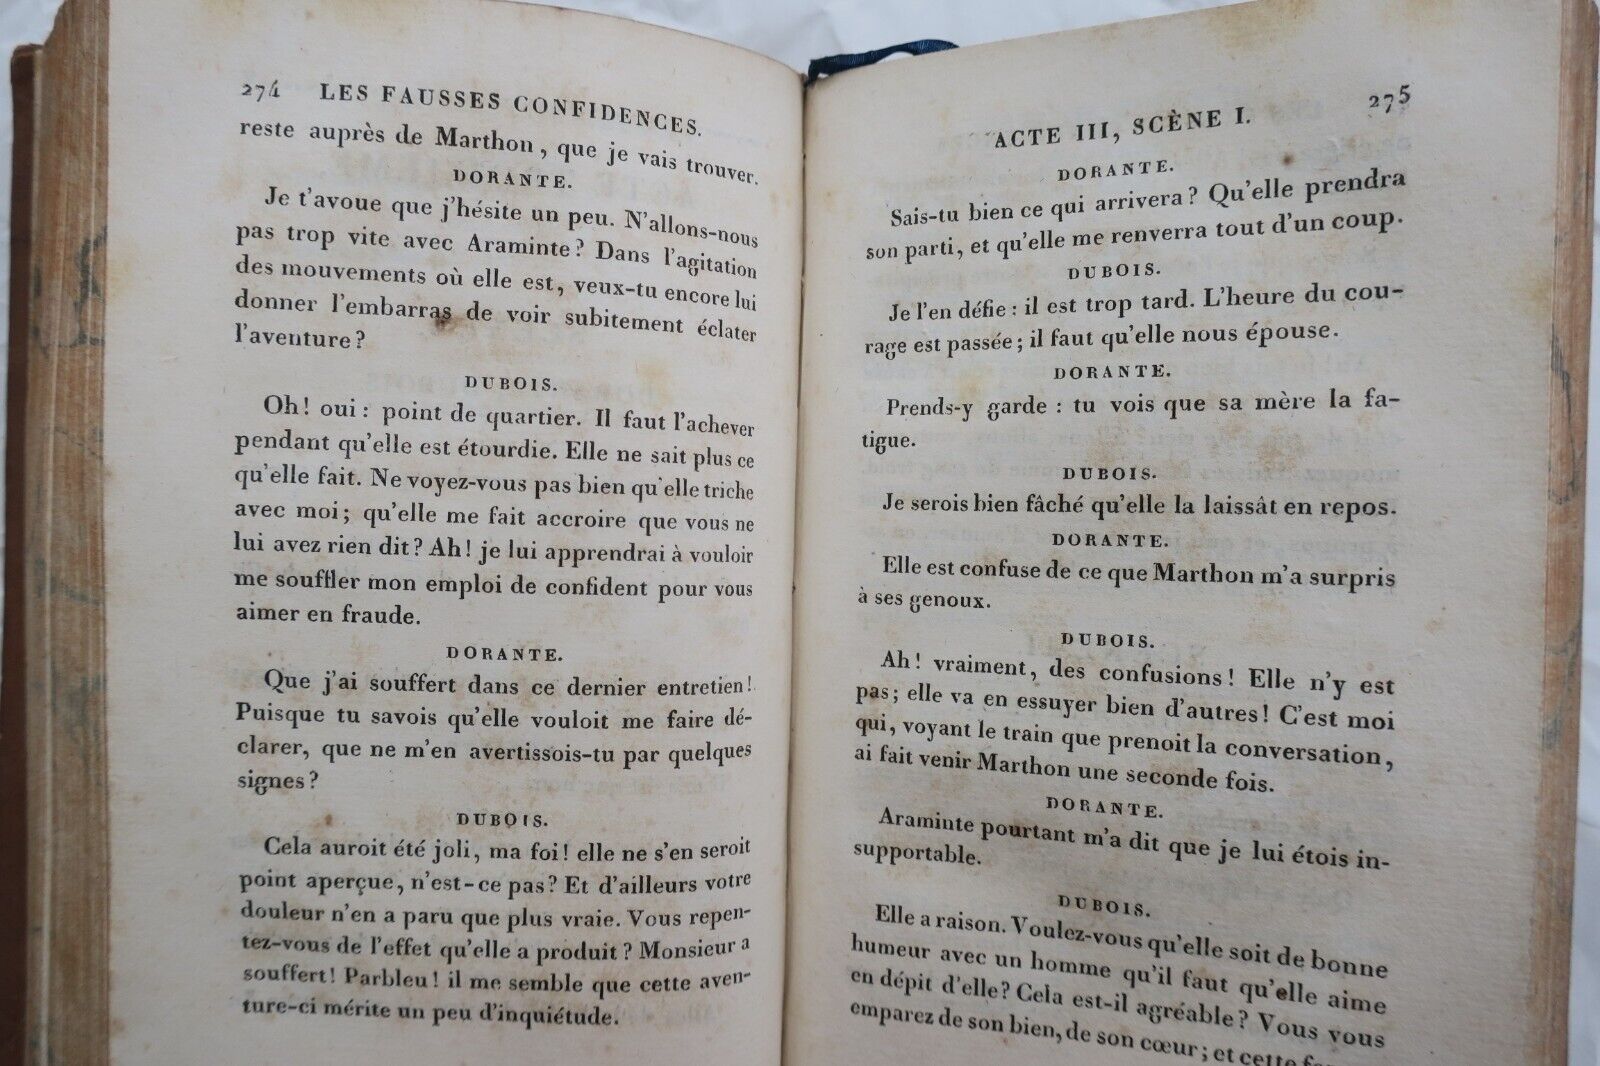 274 LES FAUSSES CONFIDENCES.
reste auprès de Marthon, que je vais trouver.
DORANTE.
Je t'avoue que j'hésite un peu. N'allons-nous
pas trop vite avec Araminte? Dans l'agitation
des mouvements où elle est, veux-tu encore lui
donner l'embarras de voir subitement éclater
l'aventure?
DUBOIS.
Oh! oui: point de quartier. Il faut l'achever
pendant qu'elle est étourdie. Elle ne sait plus ce
qu'elle fait. Ne voyez-vous pas bien qu'elle triche
avec moi; qu'elle me fait accroire que vous ne
lui avez rien dit? Ah! je lui apprendrai à vouloir
me souffler mon emploi de confident pour vous
aimer en fraude.
DORANTE.
Que j'ai souffert dans ce dernier entretien!
Puisque tu savois qu'elle vouloit me faire dé-
clarer, que ne m'en avertissois-tu par quelques
signes?
DUBOIS.
Cela auroit été joli, ma foi! elle ne s'en seroit
point aperçue, n'est-ce pas? Et d'ailleurs votre
douleur n'en a paru que plus vraie. Vous repen-
tez-vous de l'effet qu'elle a produit? Monsieur a
souffert! Parbleu! il me semble que cette aven-
ture-ci mérite un peu d'inquiétude.
ACTE III, SCÈNE I. 275
DORANTE.
Sais-tu bien ce qui arrivera? Qu'elle prendra
son parti, et qu'elle me renverra tout d'un coup.
DUBOIS.
Je l'en défie: il est trop tard. L'heure du cou-
rage est passée; il faut qu'elle nous épouse.
DORANTE.
Prends-y garde : tu vois que sa mère la fa-
tigue.
DUBOIS.
Je serois bien fâché qu'elle la laissât en repos.
DORANTE.
Elle est confuse de ce que Marthon m'a surpris
à ses genoux.
DUBOIS.
Ah! vraiment, des confusions! Elle n'y est
pas; elle va en essuyer bien d'autres! C'est moi
qui, voyant le train que prenoit la conversation,
ai fait venir Marthon une seconde fois.
DORANTE.
Araminte pourtant m'a dit que je lui étois in-
supportable.
DUBOIS.
Elle a raison. Voulez-vous qu'elle soit de bonne
humeur avec un homme qu'il faut qu'elle aime
en dépit d'elle? Cela est-il agréable? Vous vous
emparez de son bien, de son cœur; et cette